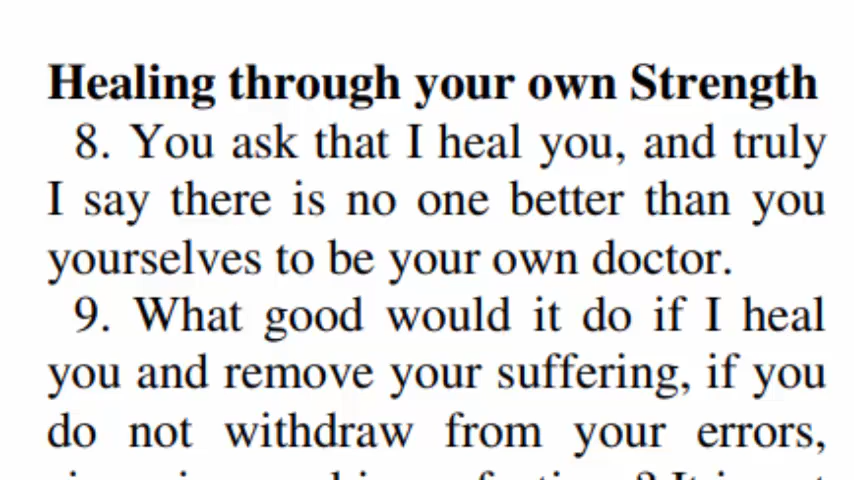 Healing through your own Strength
8. You ask that I heal you, and truly
I say there is no one better than you
yourselves to be your own doctor.
9. What good would it do if I heal
you and remove your suffering, if you
do not withdraw from your errors,